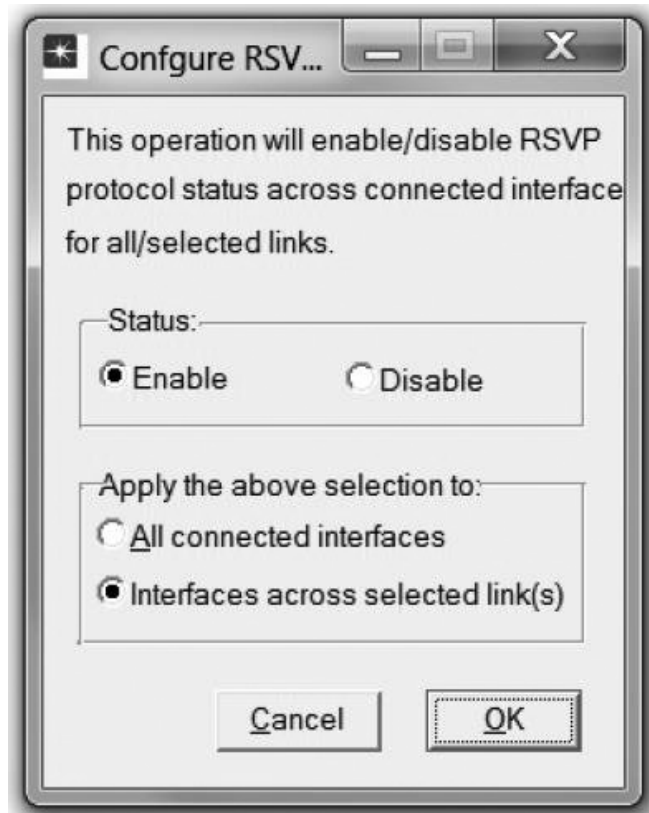 Confgure RSV...
This operation will enable/disable RSVP
protocol status across connected interface
for all/selected links.
Status:
Enable Disable
Apply the above selection to:
All connected interfaces
Interfaces across selected link(s)
Cancel OK